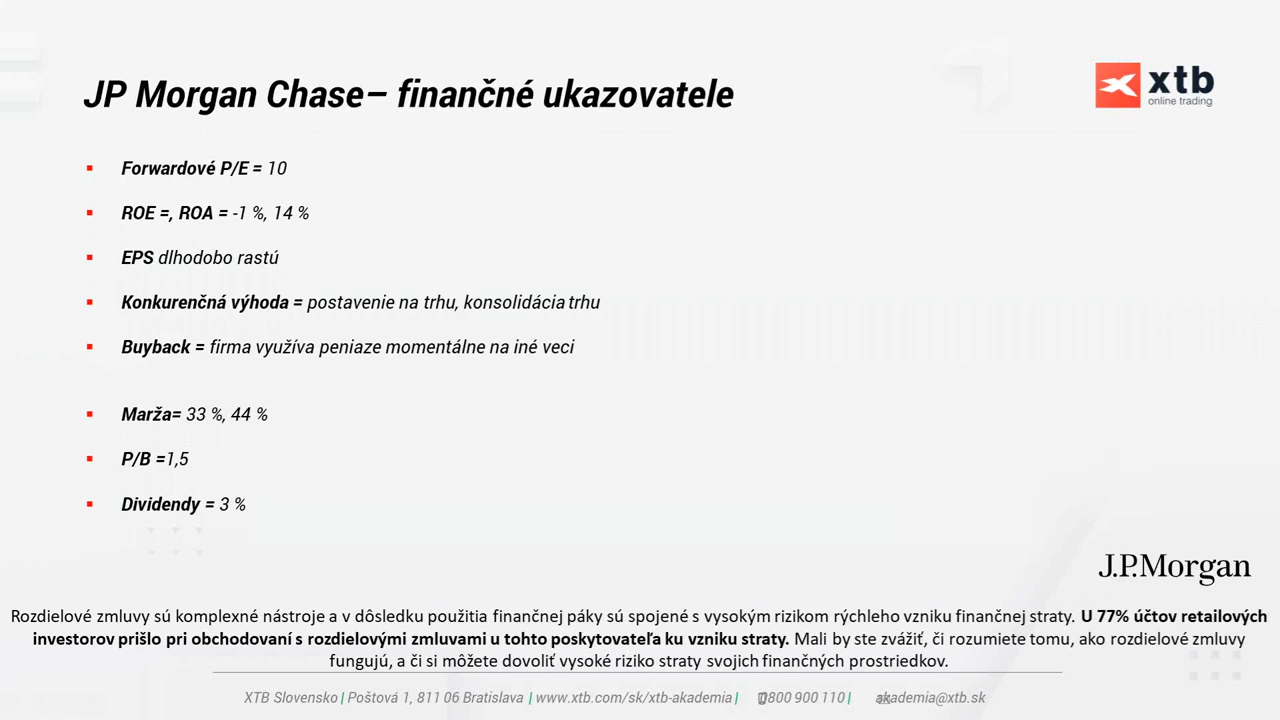 JP Morgan Chase– finančné ukazovatele
xtb
online trading
Forwardové P/E = 10
ROE =, ROA = -1 %, 14 %
EPS dlhodobo rastú
Konkurenčná výhoda = postavenie na trhu, konsolidácia trhu
Buyback = firma využíva peniaze momentálne na iné veci
Marža= 33 %, 44 %
P/B =1,5
Dividendy = 3 %
J.P.Morgan
Rozdielové zmluvy sú komplexné nástroje a v dôsledku použitia finančnej páky sú spojené s vysokým rizikom rýchleho vzniku finančnej straty. U 77% účtov retailových
investorov prišlo pri obchodovaní s rozdielovými zmluvami u tohto poskytovateľa ku vzniku straty. Mali by ste zvážiť, či rozumiete tomu, ako rozdielové zmluvy
fungujú, a či si môžete dovoliť vysoké riziko straty svojich finančných prostriedkov.
XTB Slovensko | Poštová 1, 811 06 Bratislava | www.xtb.com/sk/xtb-akademia | 0800 900 110 | akademia@xtb.sk